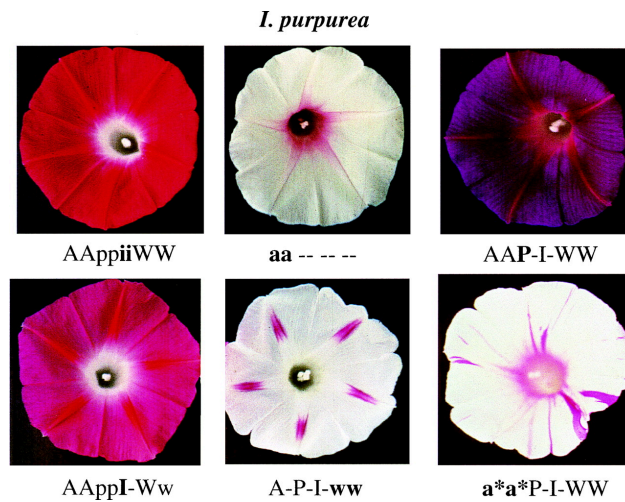 I. purpurea
AAppiiWW
aa -- -- --
AAP-I-WW
AAppI-Ww
A-P-I-ww
a*a*P-I-WW